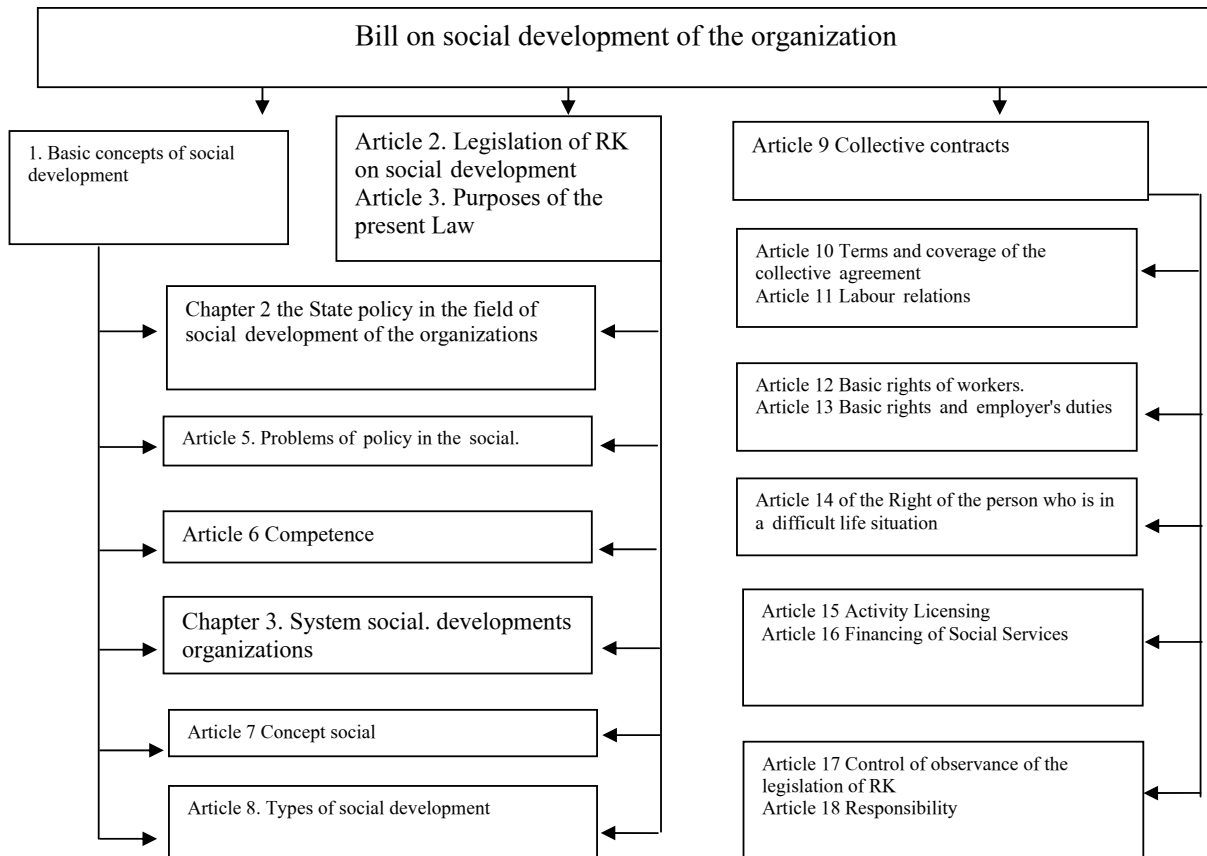 Bill on social development of the organization
1. Basic concepts of social
development
Article 2. Legislation of RK
on social development
Article 3. Purposes of the
present Law
Article 9 Collective contracts
Chapter 2 the State policy in the field of
social development of the organizations
Article 5. Problems of policy in the social.
Article 6 Competence
Chapter 3. System social. developments
organizations
Article 7 Concept social
Article 8. Types of social development
Article 10 Terms and coverage of the
collective agreement
Article 11 Labour relations
Article 12 Basic rights of workers.
Article 13 Basic rights and employer's duties
Article 14 of the Right of the person who is in
a difficult life situation
Article 15 Activity Licensing
Article 16 Financing of Social Services
Article 17 Control of observance of the
legislation of RK
Article 18 Responsibility